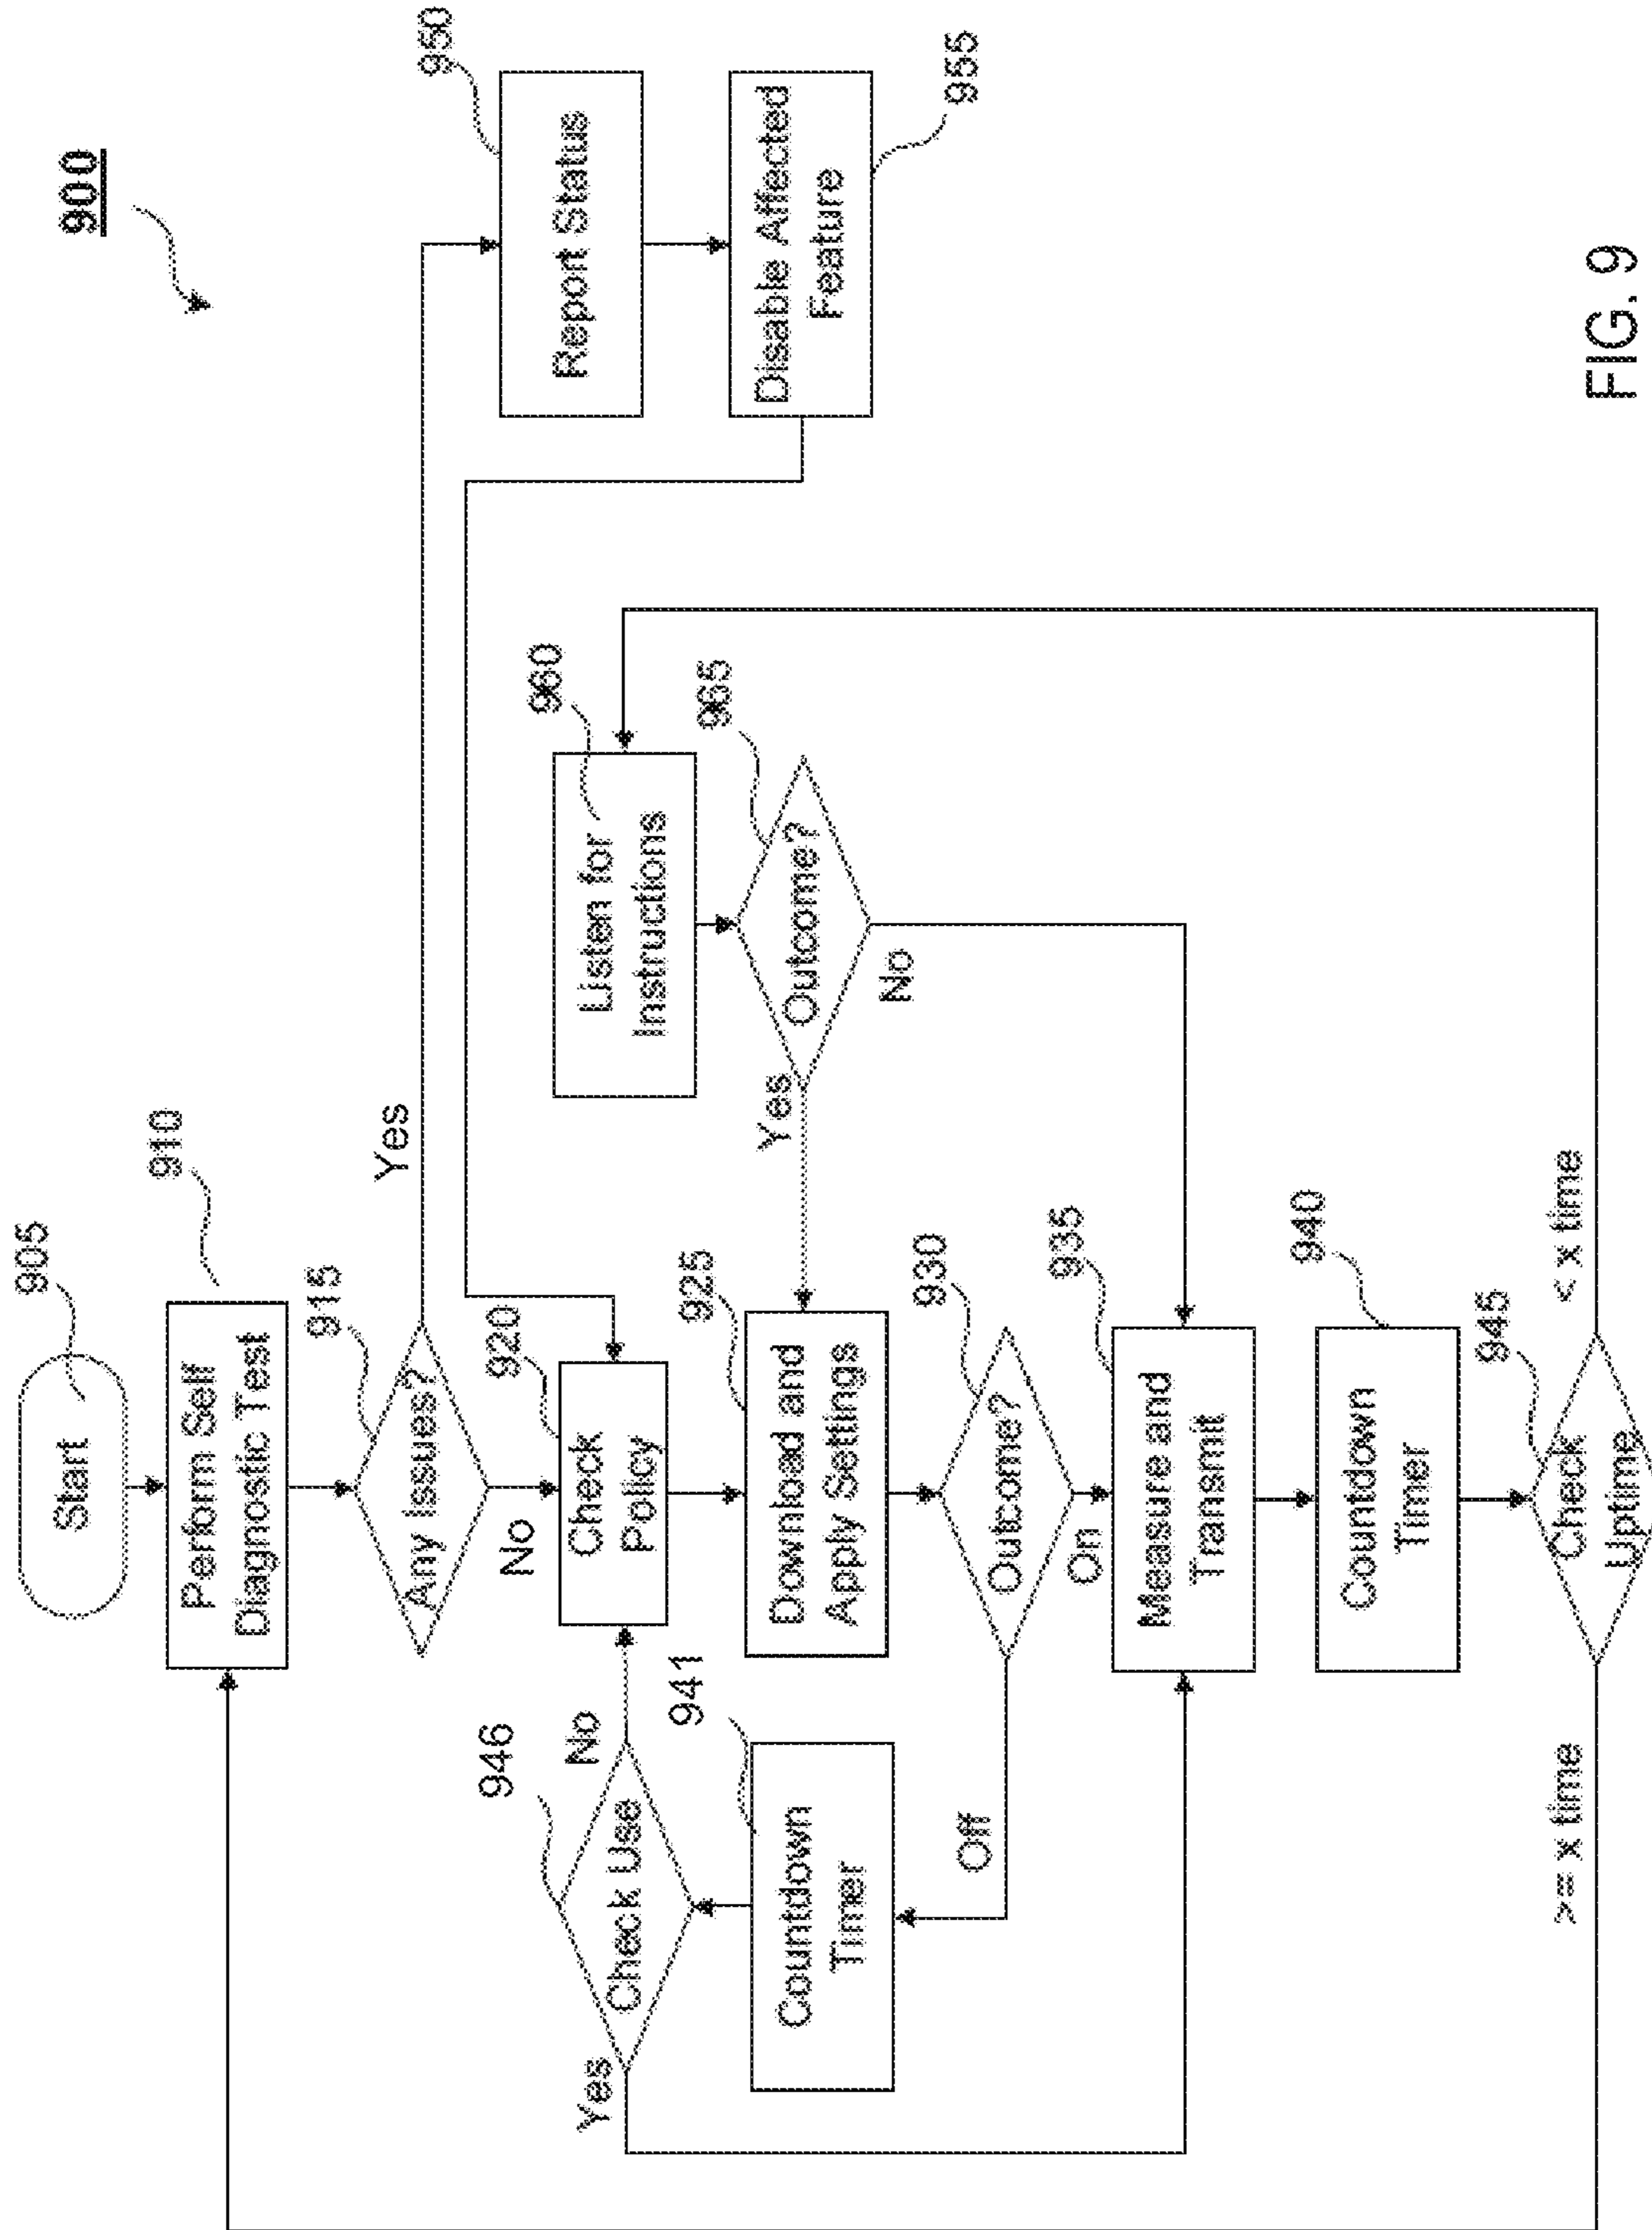 900
Start
905
Perform Self
Diagnostic Test
910
Any Issues?
915
Yes
No
950
Report Status
Disable Affected
Feature
955
946
Check Use
No
Yes
920
Check
Policy
960
Listen for
Instructions
941
Countdown
Timer
925
Download and
Apply Settings
Yes
965
Outcome?
No
Off
930
Outcome?
On
935
Measure and
Transmit
940
Countdown
Timer
945
Check
Uptime
>= x time
< x time
FIG. 9